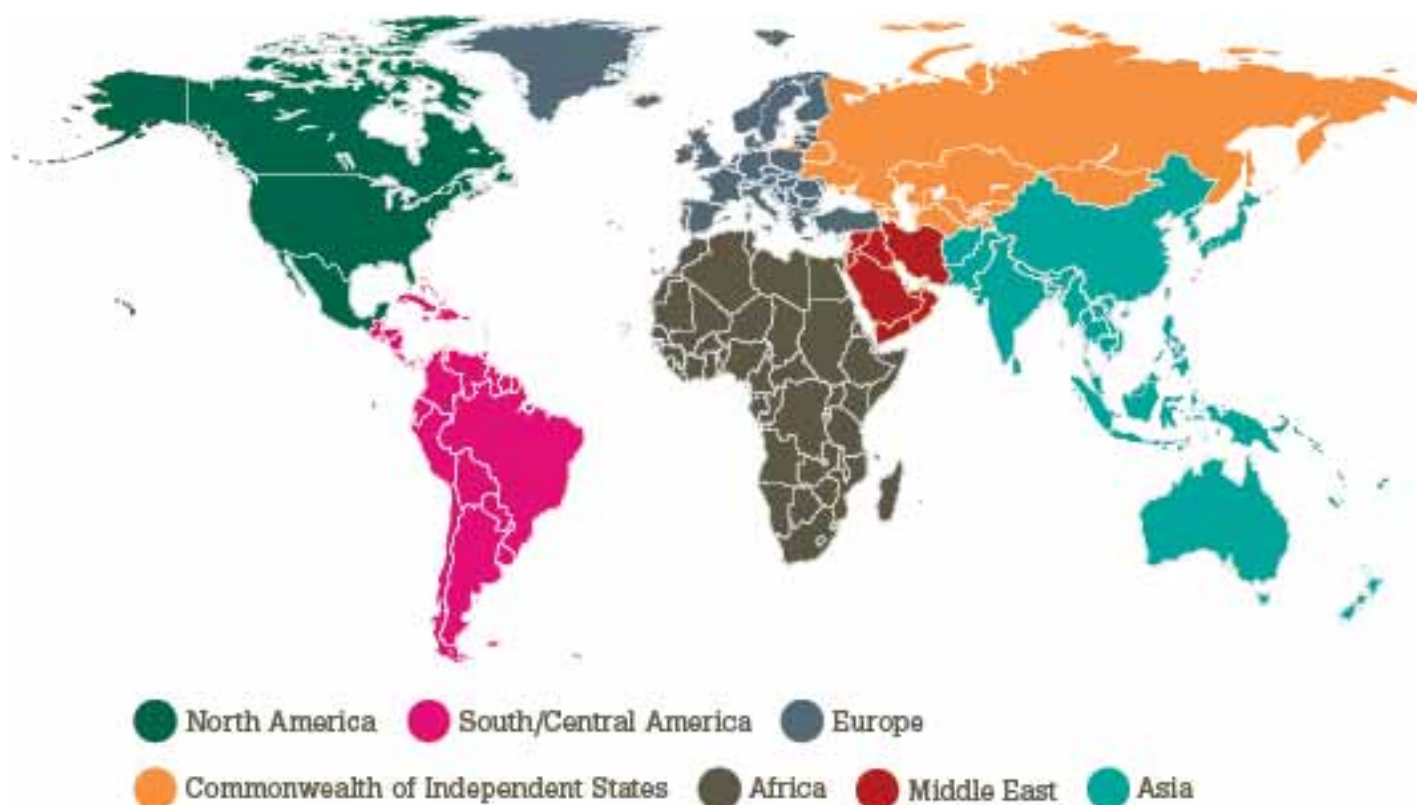 North America South/Central America Europe
Commonwealth of Independent States Africa Middle East Asia